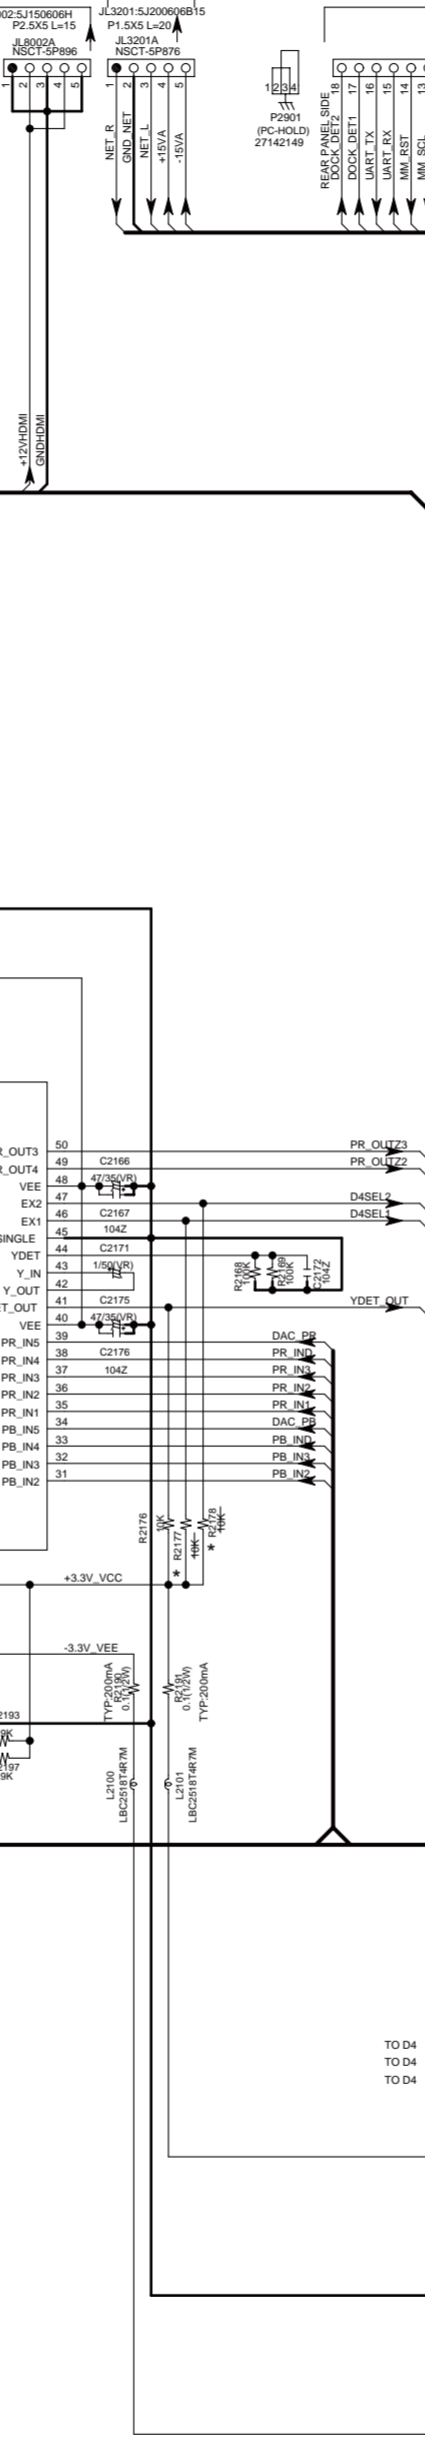 002:5J150606H
P2.5X5 L=15
JL8002A
NSCT-5P896
1 2 3 4 5
JL3201:5J200606B15
P1.5X5 L=20
JL3201A
NSCT-5P876
1 2 3 4 5
NET_R
GND_NET
NET_L
+15VA
-15VA
1 2 3 4
P2901
(PC-HOLD)
27142149
REAR PANEL SIDE
18 17 16 15 14 13
DOCK_DET2
DOCK_DET1
UART_TX
UART_RX
MM_RST
MM_SCL
+12VHDMI
GNDHDMI
R_OUT3 50 PR_OUTZ3
R_OUT4 49 PR_OUTZ2
VEE 48
EX2 47 D4SEL2
EX1 46 D4SEL1
SINGLE 45
YDET 44
Y_IN 43
Y_OUT 42
ET_OUT 41 YDET_OUT
VEE 40
PR_IN5 39 DAC_PR
PR_IN4 38 PR_IND
PR_IN3 37 PR_IN3
PR_IN2 36 PR_IN2
PR_IN1 35 PR_IN1
PB_IN5 34 DAC_PB
PB_IN4 33 PB_IND
PB_IN3 32 PB_IN3
PB_IN2 31 PB_IN2
C2166
47/35(VR)
C2167
104Z
C2171
1/50(VR)
C2175
47/35(VR)
C2176
104Z
R2168
100K
R2169
100K
C2172
104Z
R2176
10K
* R2177
10K
* R2178
10K
+3.3V_VCC
-3.3V_VEE
TYP:200mA
R2190
0.1(1/2W)
R2191
0.1(1/2W)
TYP:200mA
2193
9K
2197
9K
L2100
LBC2518T4R7M
L2101
LBC2518T4R7M
TO D4
TO D4
TO D4